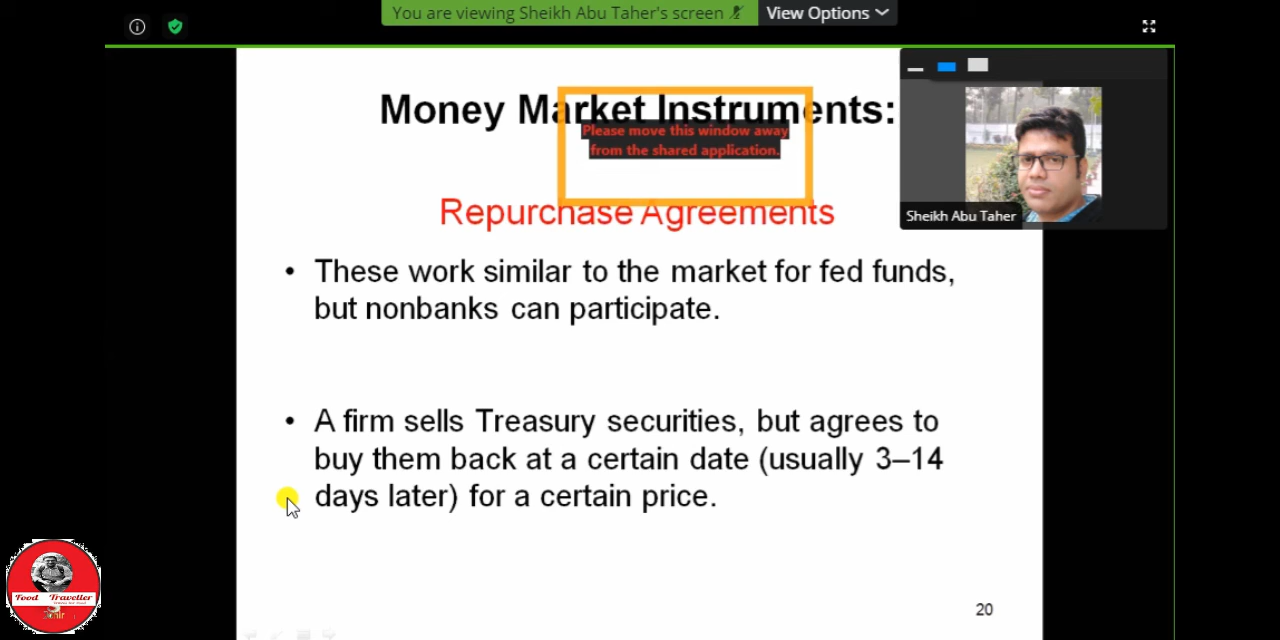 You are viewing Sheikh Abu Taher's screen
View Options
Money Market Instruments:
Please move this window away
from the shared application.
Sheikh Abu Taher
Repurchase Agreements
• These work similar to the market for fed funds,
but nonbanks can participate.
• A firm sells Treasury securities, but agrees to
buy them back at a certain date (usually 3–14
days later) for a certain price.
Food Traveller
20